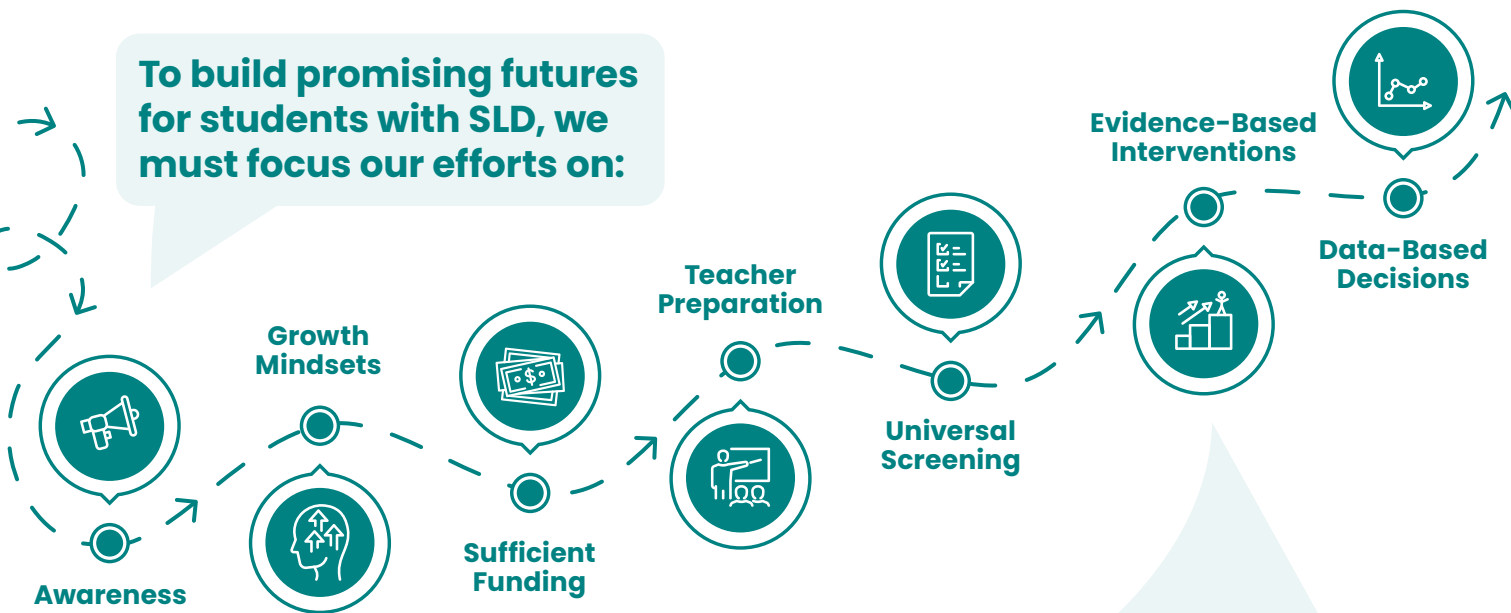 To build promising futures
for students with SLD, we
must focus our efforts on:
Awareness
Growth
Mindsets
Sufficient
Funding
Teacher
Preparation
Universal
Screening
Evidence-Based
Interventions
Data-Based
Decisions
$